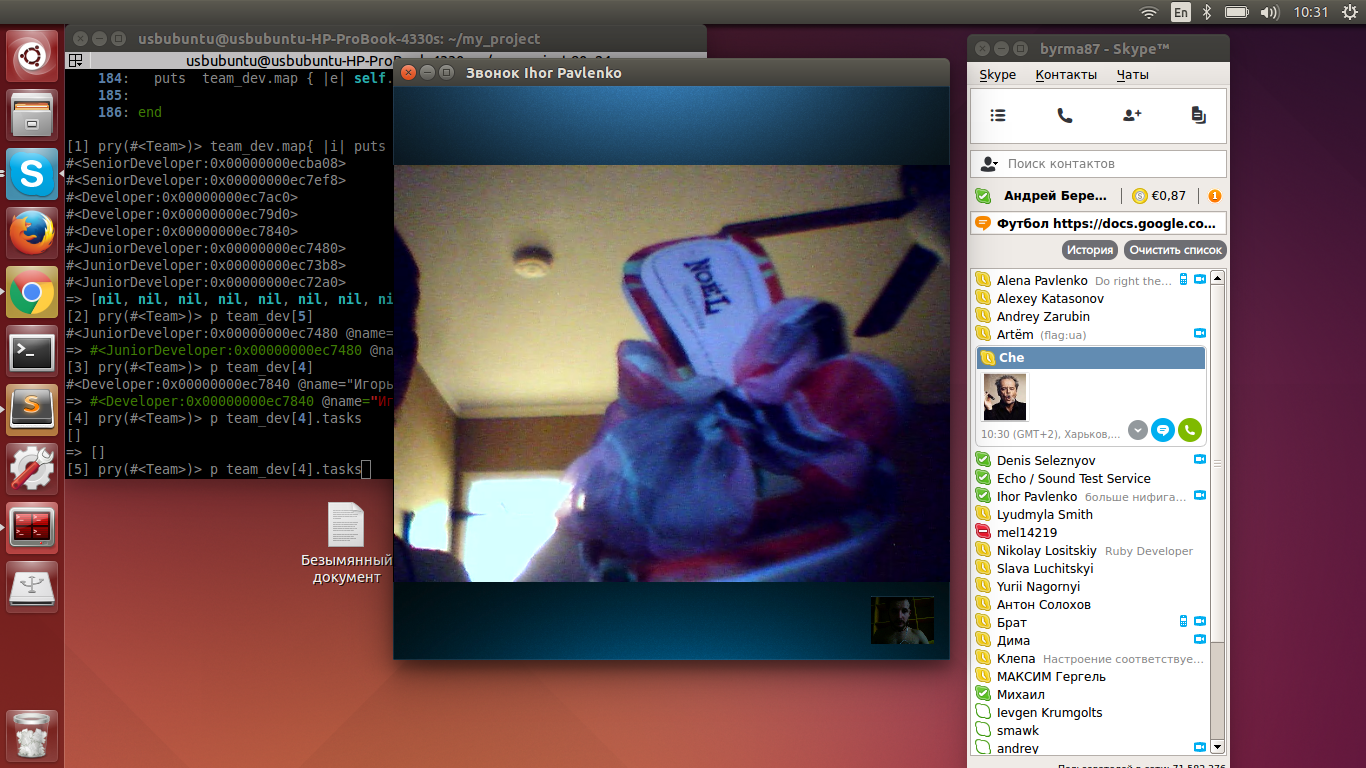 En
10:31
usbubuntu@usbubuntu-HP-ProBook-4330s: ~/my_project
usbubuntu@usbubuntu-HP-ProB
184: puts team_dev.map { |e| self.
185:
186: end
[1] pry(#<Team>)> team_dev.map{ |i| puts
#<SeniorDeveloper:0x00000000ecba08>
#<SeniorDeveloper:0x00000000ec7ef8>
#<Developer:0x00000000ec7ac0>
#<Developer:0x00000000ec79d0>
#<Developer:0x00000000ec7840>
#<JuniorDeveloper:0x00000000ec7480>
#<JuniorDeveloper:0x00000000ec73b8>
#<JuniorDeveloper:0x00000000ec72a0>
=> [nil, nil, nil, nil, nil, nil, nil, ni
[2] pry(#<Team>)> p team_dev[5]
#<JuniorDeveloper:0x00000000ec7480 @name=
=> #<JuniorDeveloper:0x00000000ec7480 @na
[3] pry(#<Team>)> p team_dev[4]
#<Developer:0x00000000ec7840 @name="Игорь
=> #<Developer:0x00000000ec7840 @name="Иг
[4] pry(#<Team>)> p team_dev[4].tasks
[]
=> []
[5] pry(#<Team>)> p team_dev[4].tasks
Безымянный
документ
Звонок Ihor Pavlenko
NOEL
byrma87 - Skype™
Skype Контакты Чаты
Поиск контактов
Андрей Бере... €0,87 1
Футбол https://docs.google.co...
История Очистить список
Alena Pavlenko Do right the...
Alexey Katasonov
Andrey Zarubin
Artëm (flag:ua)
Che
10:30 (GMT+2), Харьков,...
Denis Seleznyov
Echo / Sound Test Service
Ihor Pavlenko больше нифига...
Lyudmyla Smith
mel14219
Nikolay Lositskiy Ruby Developer
Slava Luchitskyi
Yurii Nagornyi
Антон Солохов
Брат
Дима
Клепа Настроение соответствуе...
МАКСИМ Гергель
Михаил
Ievgen Krumgolts
smawk
andrey